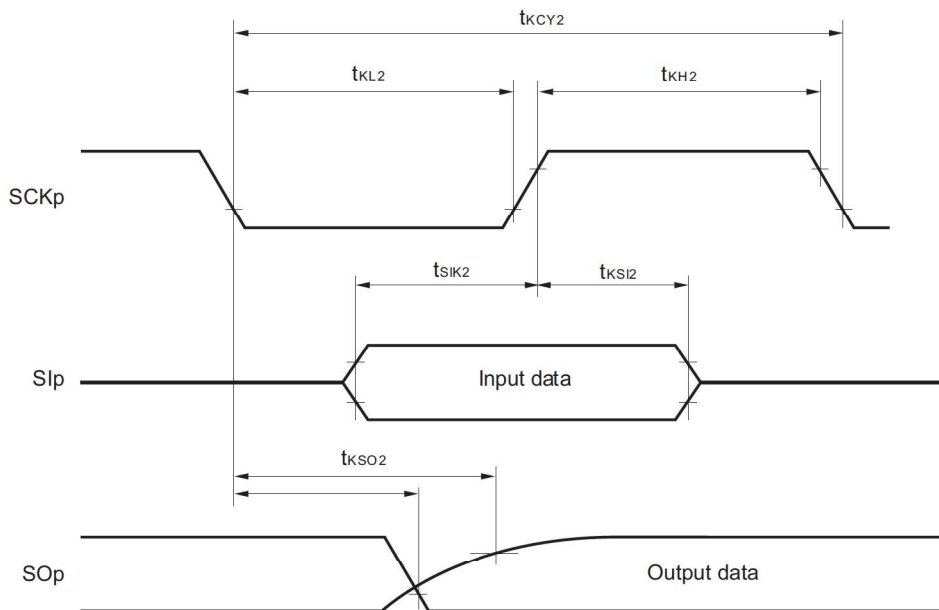 tKCY2
tKL2
tKH2
SCKp
tSIK2
tKSI2
SIp
Input data
tKSO2
SOp
Output data